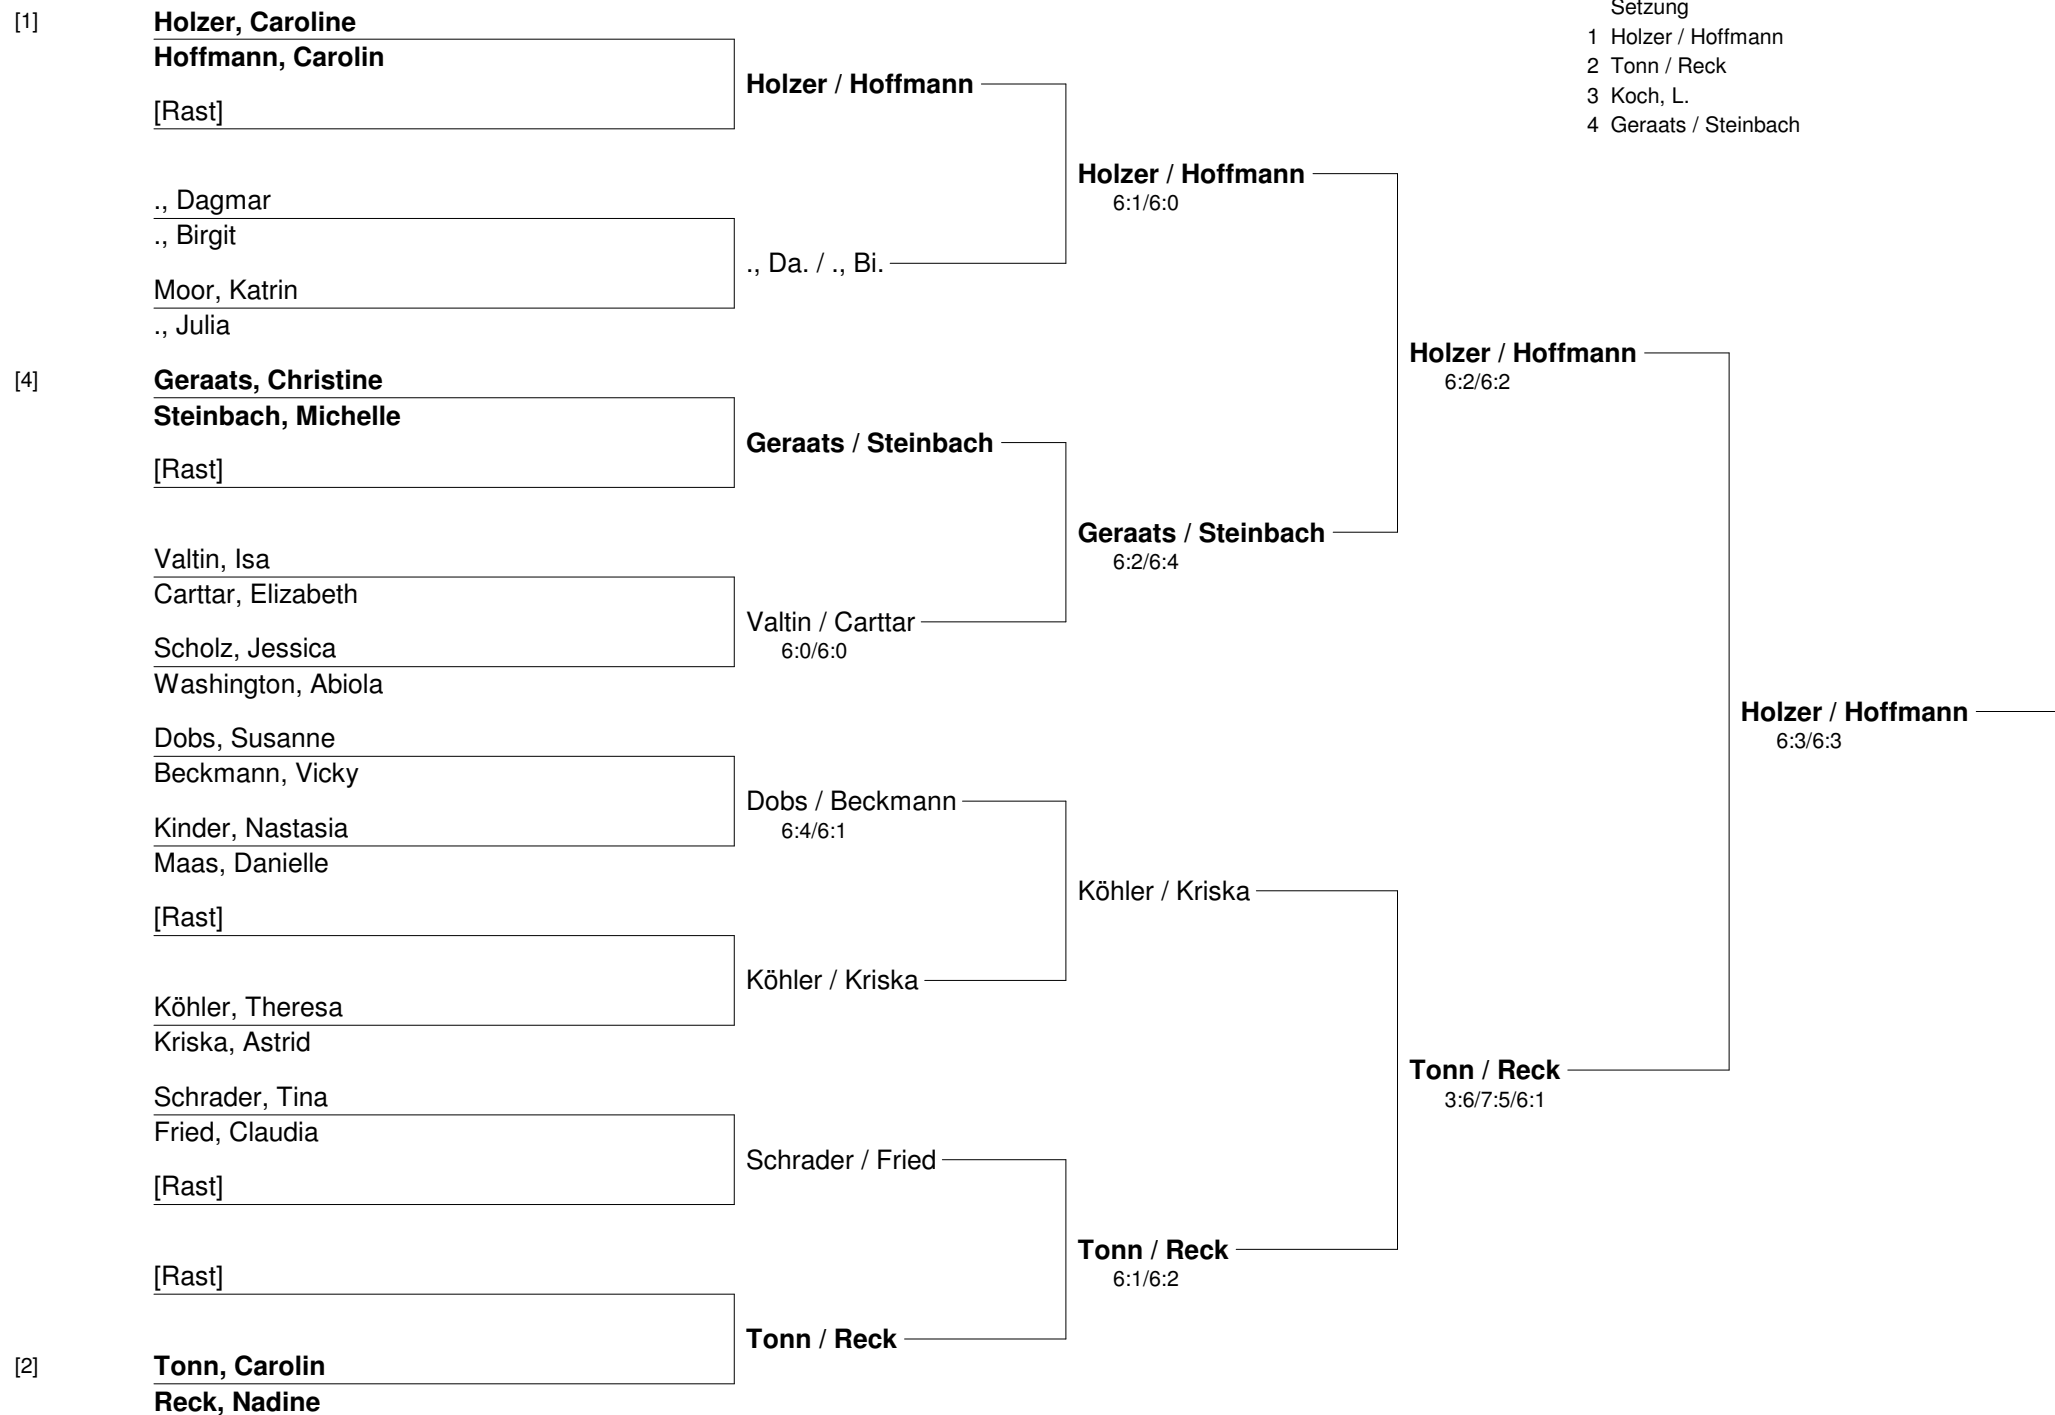 Setzung
1 Holzer / Hoffmann
2 Tonn / Reck
3 Koch, L.
4 Geraats / Steinbach
[1] Holzer, Caroline
Hoffmann, Carolin
[Rast]
Holzer / Hoffmann
., Dagmar
., Birgit
Moor, Katrin
., Julia
., Da. / ., Bi.
Holzer / Hoffmann
6:1/6:0
[4] Geraats, Christine
Steinbach, Michelle
[Rast]
Geraats / Steinbach
Valtin, Isa
Carttar, Elizabeth
Scholz, Jessica
Washington, Abiola
Valtin / Carttar
6:0/6:0
Geraats / Steinbach
6:2/6:4
Holzer / Hoffmann
6:2/6:2
Dobs, Susanne
Beckmann, Vicky
Kinder, Nastasia
Maas, Danielle
Dobs / Beckmann
6:4/6:1
[Rast]
Köhler, Theresa
Kriska, Astrid
Köhler / Kriska
Köhler / Kriska
Schrader, Tina
Fried, Claudia
[Rast]
Schrader / Fried
[Rast]
[2] Tonn, Carolin
Reck, Nadine
Tonn / Reck
Tonn / Reck
6:1/6:2
Tonn / Reck
3:6/7:5/6:1
Holzer / Hoffmann
6:3/6:3